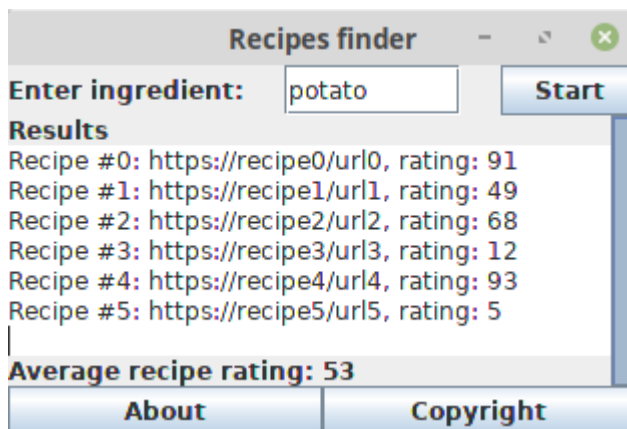 Recipes finder
Enter ingredient: potato Start
Results
Recipe #0: https://recipe0/url0, rating: 91
Recipe #1: https://recipe1/url1, rating: 49
Recipe #2: https://recipe2/url2, rating: 68
Recipe #3: https://recipe3/url3, rating: 12
Recipe #4: https://recipe4/url4, rating: 93
Recipe #5: https://recipe5/url5, rating: 5
Average recipe rating: 53
About Copyright